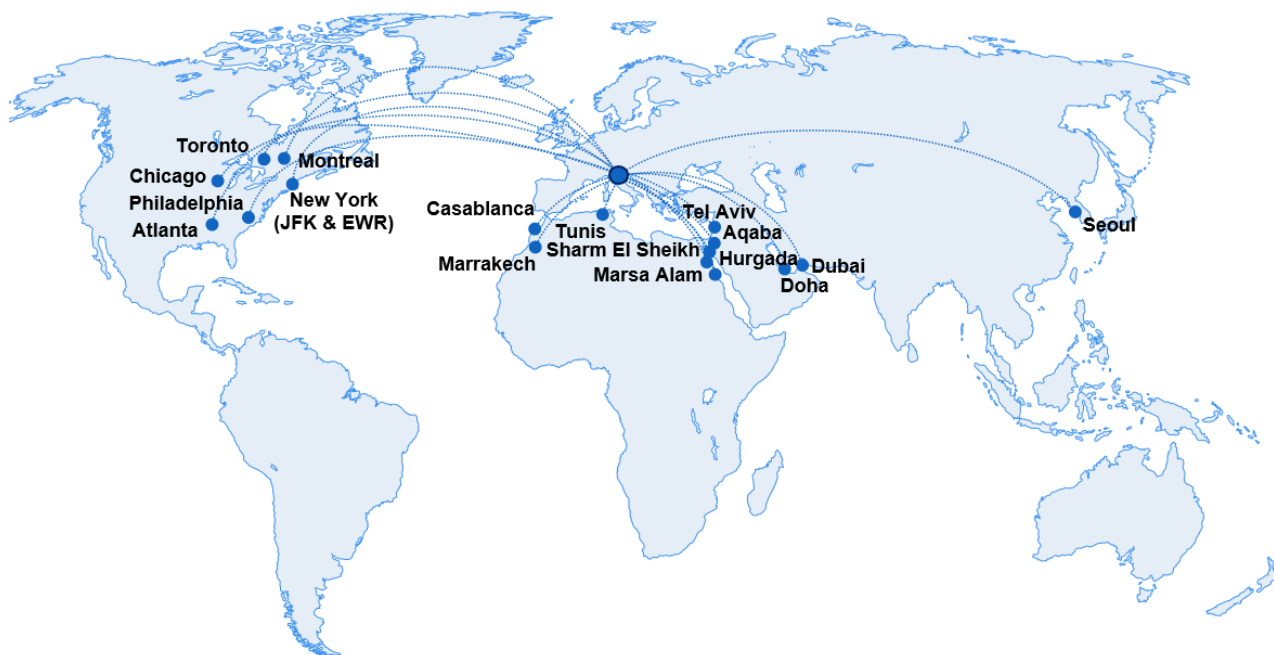 Toronto
Montreal
Chicago
Philadelphia
New York
(JFK & EWR)
Atlanta
Casablanca
Tunis
Tel Aviv
Aqaba
Seoul
Marrakech
Sharm El Sheikh
Hurgada
Marsa Alam
Dubai
Doha